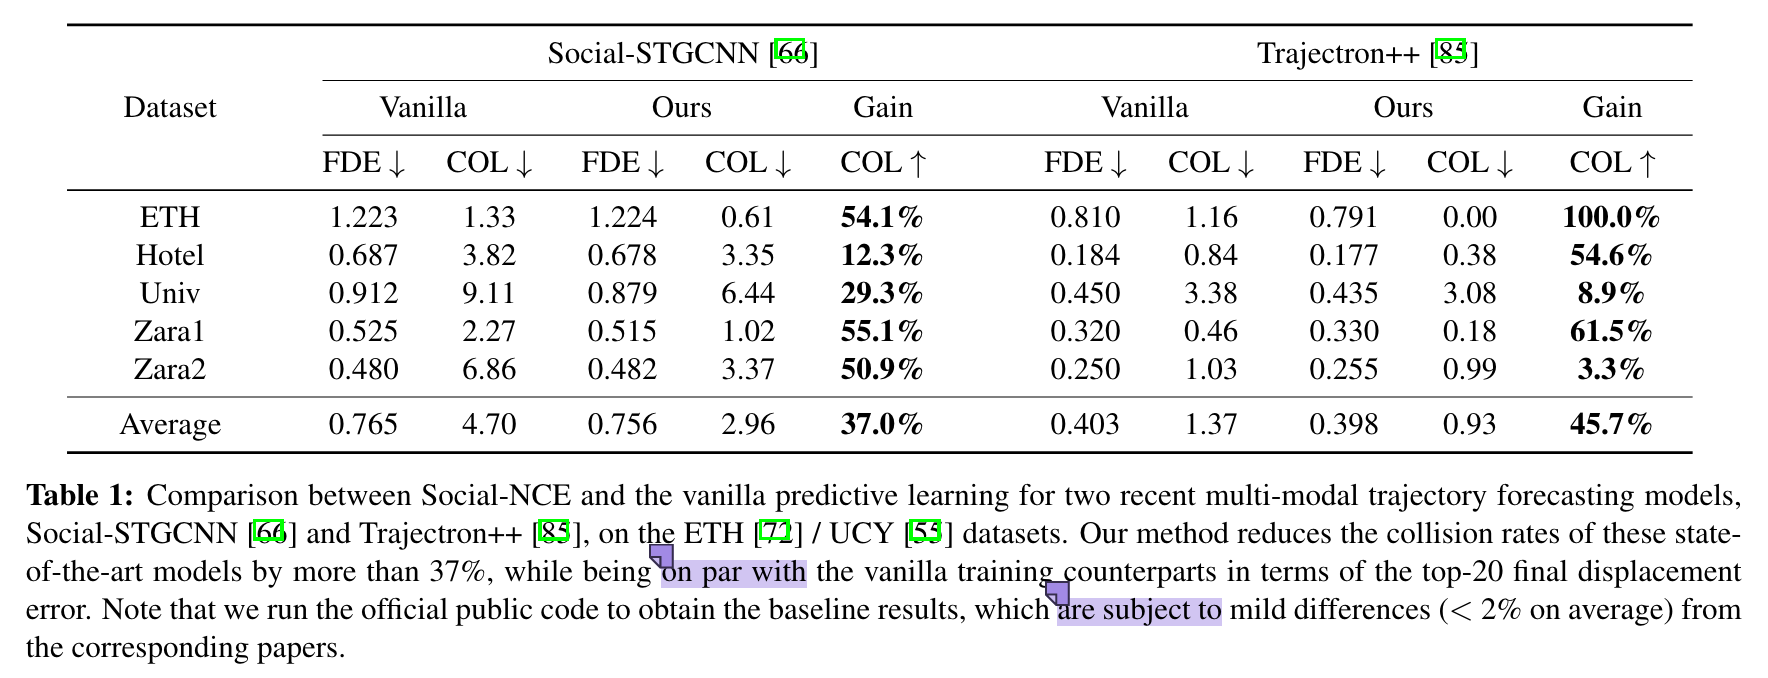 Social-STGCNN [66] Trajectron++ [85]
Dataset Vanilla Ours Gain Vanilla Ours Gain
FDE ↓ COL ↓ FDE ↓ COL ↓ COL ↑ FDE ↓ COL ↓ FDE ↓ COL ↓ COL ↑
ETH 1.223 1.33 1.224 0.61 54.1% 0.810 1.16 0.791 0.00 100.0%
Hotel 0.687 3.82 0.678 3.35 12.3% 0.184 0.84 0.177 0.38 54.6%
Univ 0.912 9.11 0.879 6.44 29.3% 0.450 3.38 0.435 3.08 8.9%
Zara1 0.525 2.27 0.515 1.02 55.1% 0.320 0.46 0.330 0.18 61.5%
Zara2 0.480 6.86 0.482 3.37 50.9% 0.250 1.03 0.255 0.99 3.3%
Average 0.765 4.70 0.756 2.96 37.0% 0.403 1.37 0.398 0.93 45.7%
Table 1: Comparison between Social-NCE and the vanilla predictive learning for two recent multi-modal trajectory forecasting models,
Social-STGCNN [66] and Trajectron++ [85], on the ETH [72] / UCY [55] datasets. Our method reduces the collision rates of these state-
of-the-art models by more than 37%, while being on par with the vanilla training counterparts in terms of the top-20 final displacement
error. Note that we run the official public code to obtain the baseline results, which are subject to mild differences (< 2% on average) from
the corresponding papers.